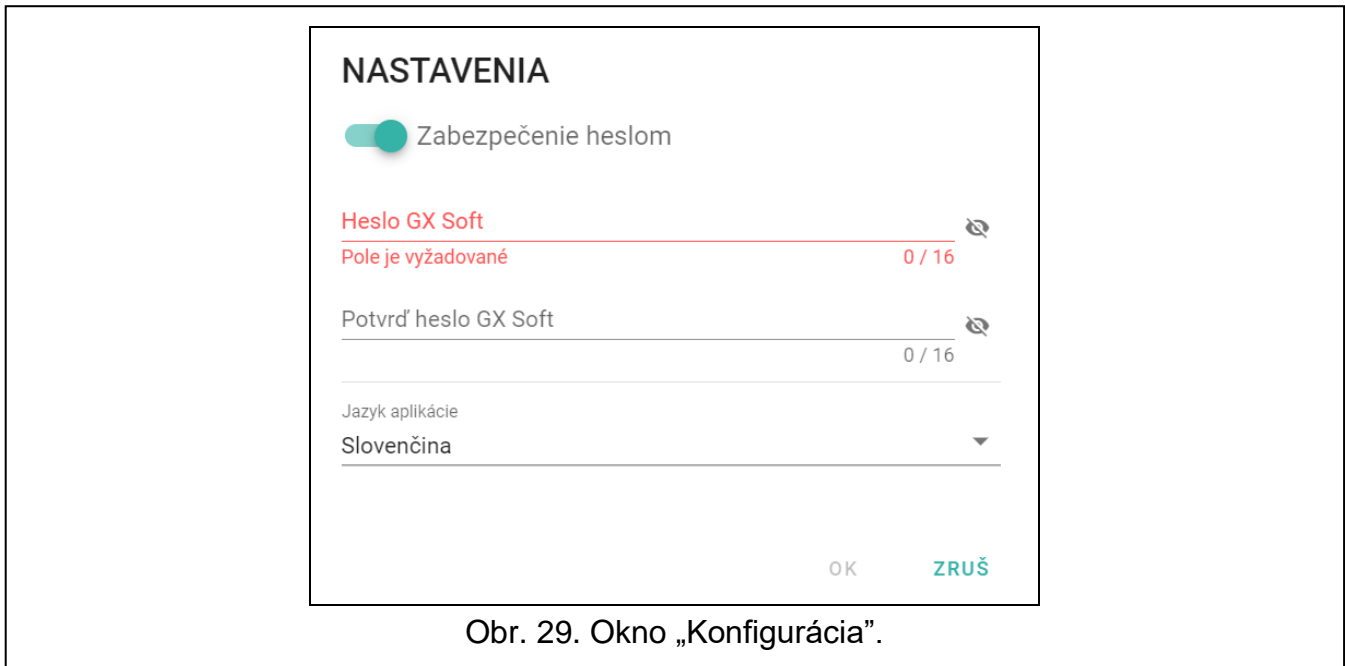 NASTAVENIA
Zabezpečenie heslom
Heslo GX Soft
Pole je vyžadované 0 / 16
Potvrď heslo GX Soft
0 / 16
Jazyk aplikácie
Slovenčina
OK ZRUŠ
Obr. 29. Okno „Konfigurácia”.